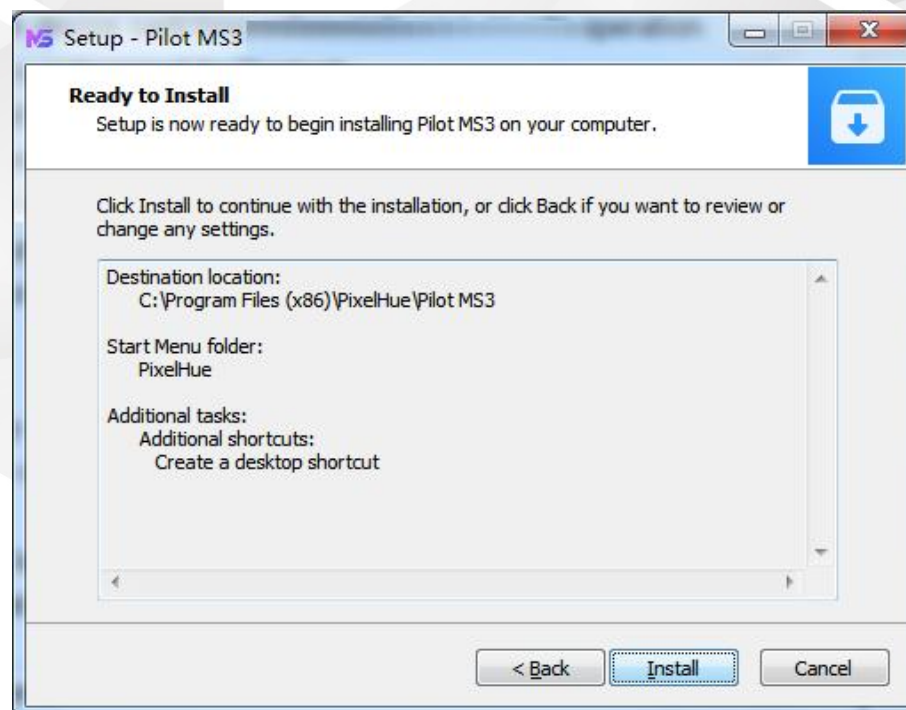 MS Setup - Pilot MS3
Ready to Install
Setup is now ready to begin installing Pilot MS3 on your computer.
Click Install to continue with the installation, or click Back if you want to review or
change any settings.
Destination location:
C:\Program Files (x86)\PixelHue\Pilot MS3
Start Menu folder:
PixelHue
Additional tasks:
Additional shortcuts:
Create a desktop shortcut
< Back Install Cancel